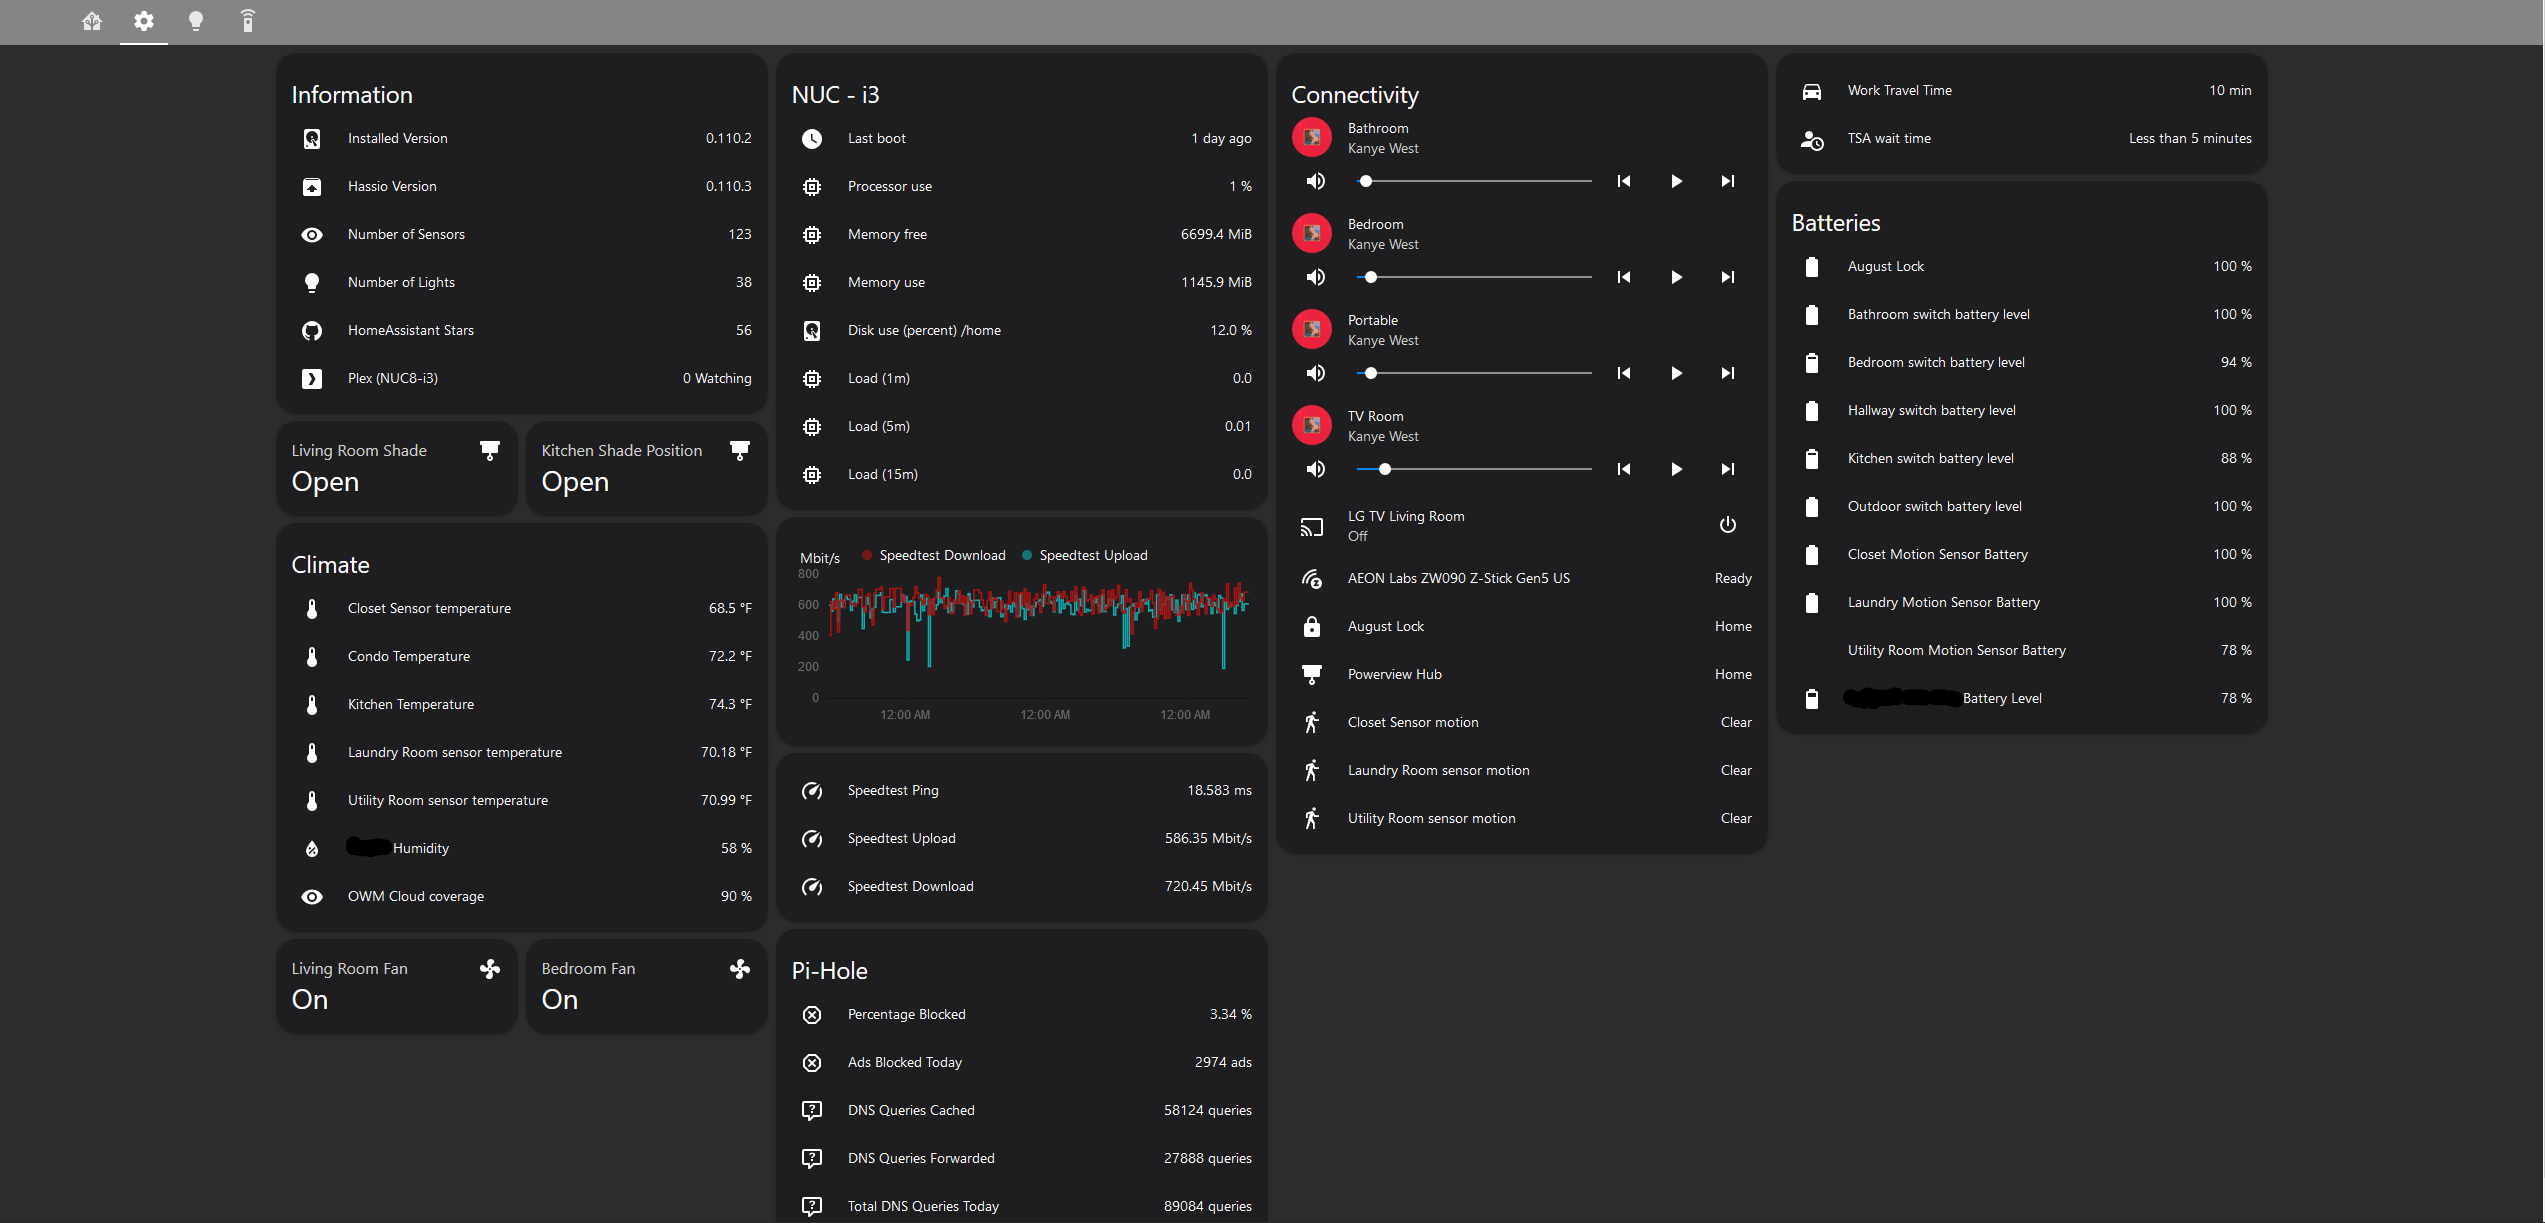 Information
Installed Version 0.110.2
Hassio Version 0.110.3
Number of Sensors 123
Number of Lights 38
HomeAssistant Stars 56
Plex (NUC8-i3) 0 Watching
Living Room Shade
Open
Kitchen Shade Position
Open
Climate
Closet Sensor temperature 68.5 °F
Condo Temperature 72.2 °F
Kitchen Temperature 74.3 °F
Laundry Room sensor temperature 70.18 °F
Utility Room sensor temperature 70.99 °F
Humidity 58 %
OWM Cloud coverage 90 %
Living Room Fan
On
Bedroom Fan
On
NUC - i3
Last boot 1 day ago
Processor use 1 %
Memory free 6699.4 MiB
Memory use 1145.9 MiB
Disk use (percent) /home 12.0 %
Load (1m) 0.0
Load (5m) 0.01
Load (15m) 0.0
Mbit/s Speedtest Download Speedtest Upload
800
600
400
200
0
12:00 AM 12:00 AM 12:00 AM
Speedtest Ping 18.583 ms
Speedtest Upload 586.35 Mbit/s
Speedtest Download 720.45 Mbit/s
Pi-Hole
Percentage Blocked 3.34 %
Ads Blocked Today 2974 ads
DNS Queries Cached 58124 queries
DNS Queries Forwarded 27888 queries
Total DNS Queries Today 89084 queries
Connectivity
Bathroom
Kanye West
Bedroom
Kanye West
Portable
Kanye West
TV Room
Kanye West
LG TV Living Room
Off
AEON Labs ZW090 Z-Stick Gen5 US Ready
August Lock Home
Powerview Hub Home
Closet Sensor motion Clear
Laundry Room sensor motion Clear
Utility Room sensor motion Clear
Work Travel Time 10 min
TSA wait time Less than 5 minutes
Batteries
August Lock 100 %
Bathroom switch battery level 100 %
Bedroom switch battery level 94 %
Hallway switch battery level 100 %
Kitchen switch battery level 88 %
Outdoor switch battery level 100 %
Closet Motion Sensor Battery 100 %
Laundry Motion Sensor Battery 100 %
Utility Room Motion Sensor Battery 78 %
Battery Level 78 %